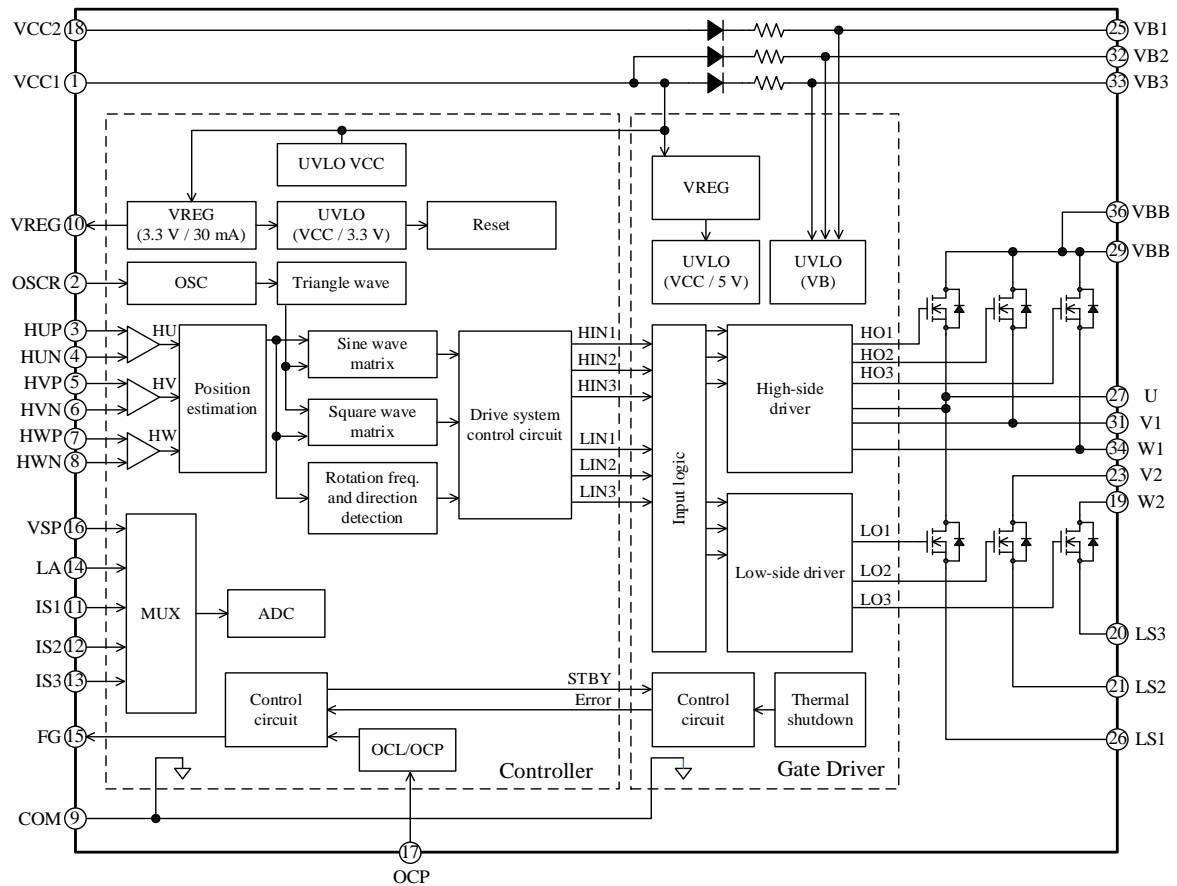 VCC2 18
25 VB1
32 VB2
VCC1 1
33 VB3
UVLO VCC
VREG
VREG 10
VREG
(3.3 V / 30 mA)
UVLO
(VCC / 3.3 V)
Reset
36 VBB
29 VBB
UVLO
(VCC / 5 V)
UVLO
(VB)
OSCR 2
OSC
Triangle wave
HUP 3
HUN 4
HVP 5
HVN 6
HWP 7
HWN 8
HU
HV
HW
Position
estimation
Sine wave
matrix
Square wave
matrix
Rotation freq.
and direction
detection
Drive system
control circuit
HIN1
HIN2
HIN3
LIN1
LIN2
LIN3
Input logic
High-side
driver
HO1
HO2
HO3
27 U
31 V1
34 W1
23 V2
19 W2
Low-side driver
LO1
LO2
LO3
VSP 16
LA 14
IS1 11
IS2 12
IS3 13
MUX
ADC
20 LS3
21 LS2
26 LS1
FG 15
Control
circuit
STBY
Error
Control
circuit
Thermal
shutdown
OCL/OCP
Controller
Gate Driver
COM 9
17
OCP